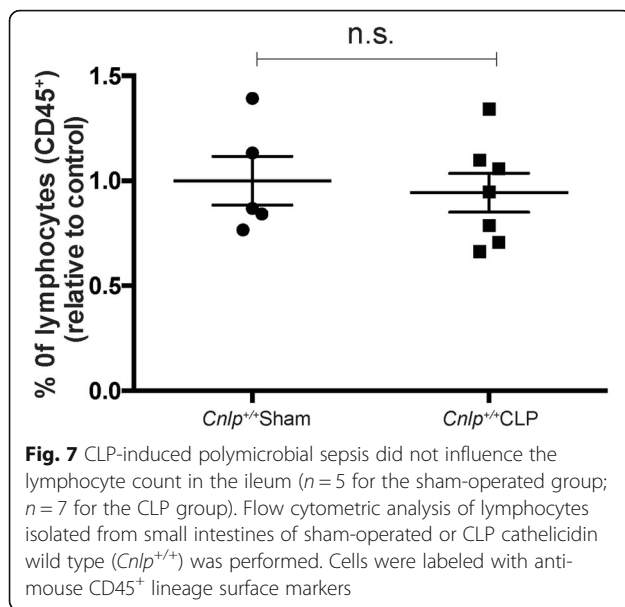 n.s.
% 0f lymphocytes (CD45+)
(relative to control)
1.5
1.0
0.5
0.0
Cnlp+/+Sham
Cnlp+/+CLP
Fig. 7 CLP-induced polymicrobial sepsis did not influence the
lymphocyte count in the ileum (n = 5 for the sham-operated group;
n = 7 for the CLP group). Flow cytometric analysis of lymphocytes
isolated from small intestines of sham-operated or CLP cathelicidin
wild type (Cnlp+/+) was performed. Cells were labeled with anti-
mouse CD45+ lineage surface markers